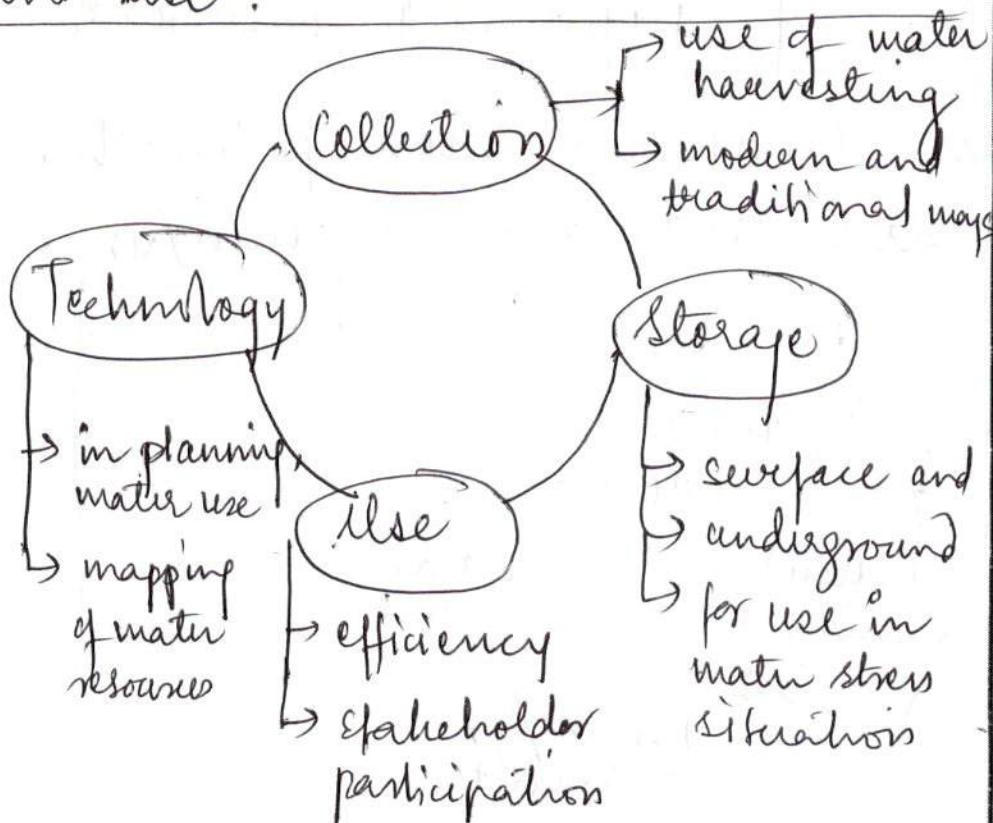 use of water
harvesting
modern and
traditional ways
Collection
Technology
in planning
water use
mapping
of water
resources
Storage
surface and
underground
for use in
water stress
situations
Use
efficiency
stakeholder
participation